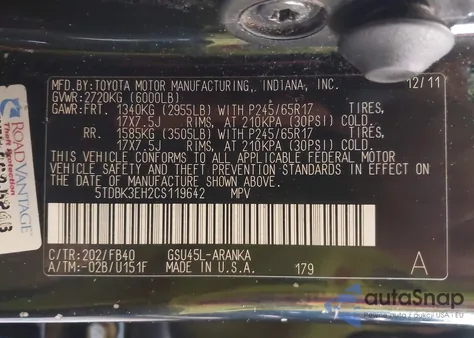 MFD.BY:TOYOTA MOTOR MANUFACTURING, INDIANA, INC. 12/11
GVWR:2720KG (6000LB)
GAWR:FRT. 1340KG (2955LB) WITH P245/65R17 TIRES,
17X7.5J RIMS, AT 210KPA (30PSI) COLD.
RR. 1585KG (3505LB) WITH P245/65R17 TIRES,
17X7.5J RIMS, AT 210KPA (30PSI) COLD.
THIS VEHICLE CONFORMS TO ALL APPLICABLE FEDERAL MOTOR
VEHICLE SAFETY AND THEFT PREVENTION STANDARDS IN EFFECT ON
THE DATE OF MANUFACTURE SHOWN ABOVE.
5TDBK3EH2CS119642 MPV
C/TR:202/FB40 GSU45L-ARANKA
A/TM:-02B/U151F MADE IN U.S.A. 179 A
ROAD VANTAGE
autoSnap